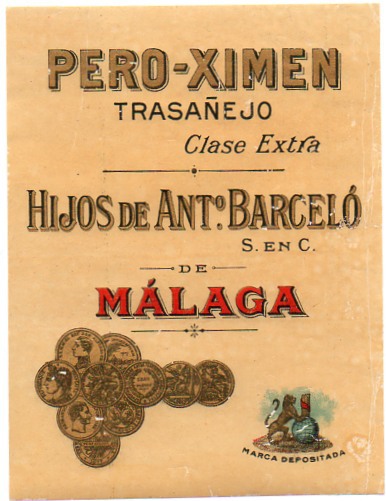 PERO-XIMEN
TRASAÑEJO
Clase Extra
HIJOS DE ANTº. BARCELÓ
S. EN C.
DE
MÁLAGA
MARCA DEPOSITADA